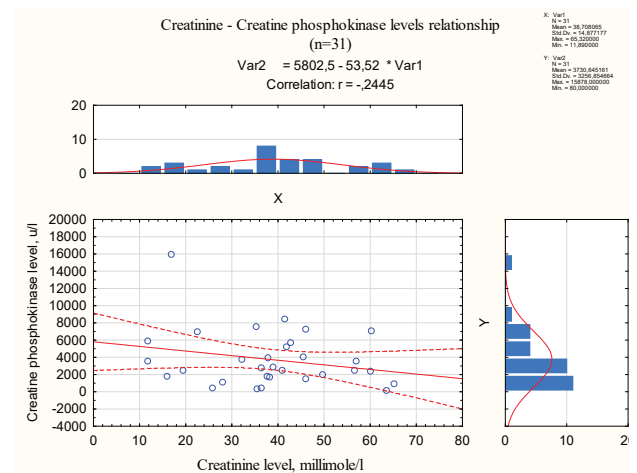 Creatinine - Creatine phosphokinase levels relationship
(n=31)
Var2 = 5802,5 - 53,52 * Var1
Correlation: r = -,2445
X: Var1
N = 31
Mean = 38,708065
Std.Dv. = 14,877177
Max. = 65,320000
Min. = 11,890000
Y: Var2
N = 31
Mean = 3730,645161
Std.Dv. = 3256,854664
Max. = 15878,000000
Min. = 80,000000
20
10
0
X
20000
18000
16000
14000
12000
10000
8000
6000
4000
2000
0
-2000
-4000
Creatine phosphokinase level, u/l
0 10 20 30 40 50 60 70 80
Creatinine level, millimole/l
Y
0 10 20